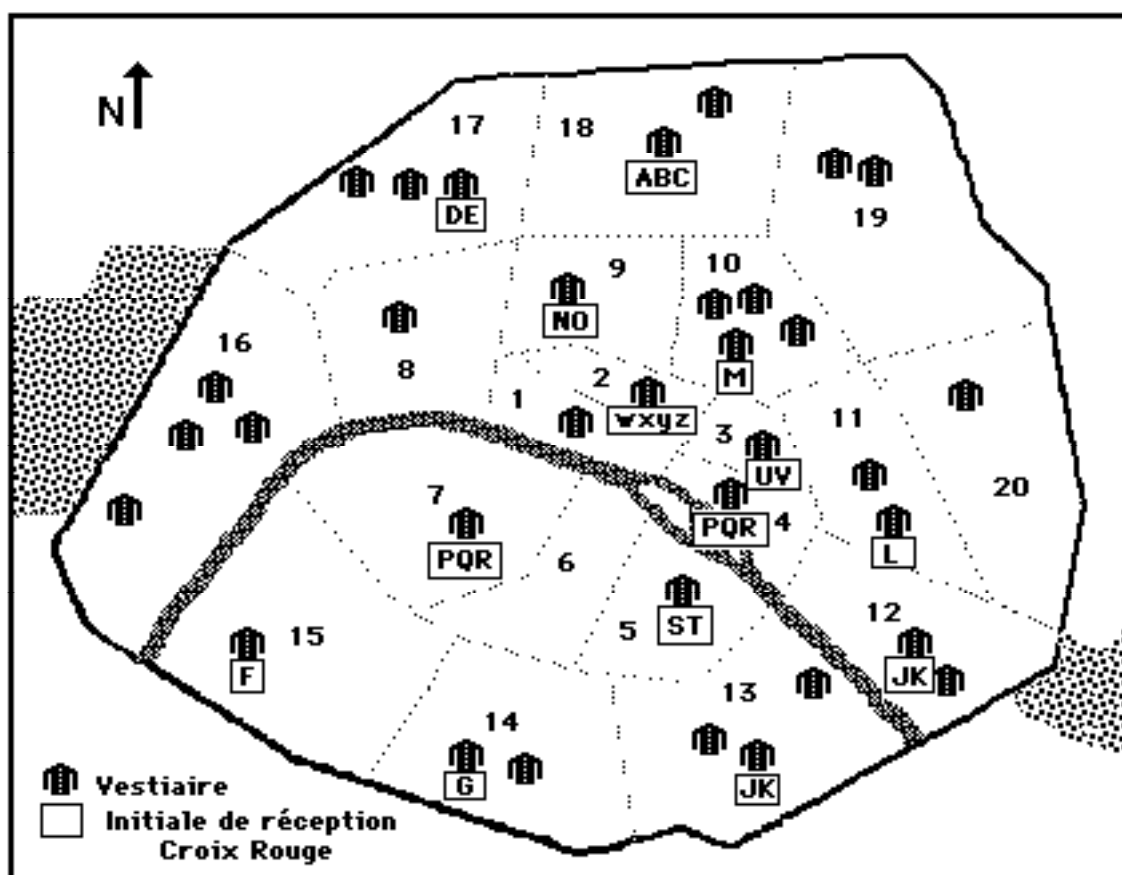 N
17
18
ABC
DE
19
9
10
NO
16
8
M
2
1
wxyz
3
11
UV
20
7
PQR
4
PQR
L
6
ST
5
12
15
JK
F
13
14
G
JK
Vestiaire
Initiale de réception
Croix Rouge